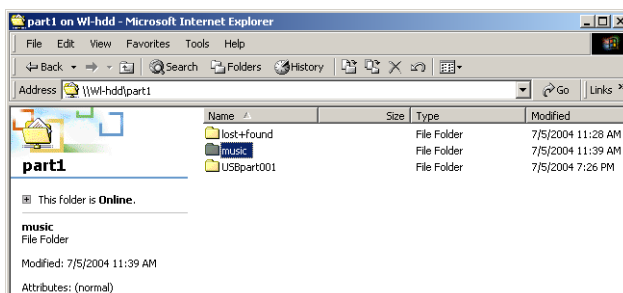 part1 on Wl-hdd - Microsoft Internet Explorer
File Edit View Favorites Tools Help
Back Search Folders History
Address \\Wl-hdd\part1 Go Links »
Name Size Type Modified
lost+found File Folder 7/5/2004 11:28 AM
music File Folder 7/5/2004 11:39 AM
USBpart001 File Folder 7/5/2004 7:26 PM
part1
This folder is Online.
music
File Folder
Modified: 7/5/2004 11:39 AM
Attributes: (normal)